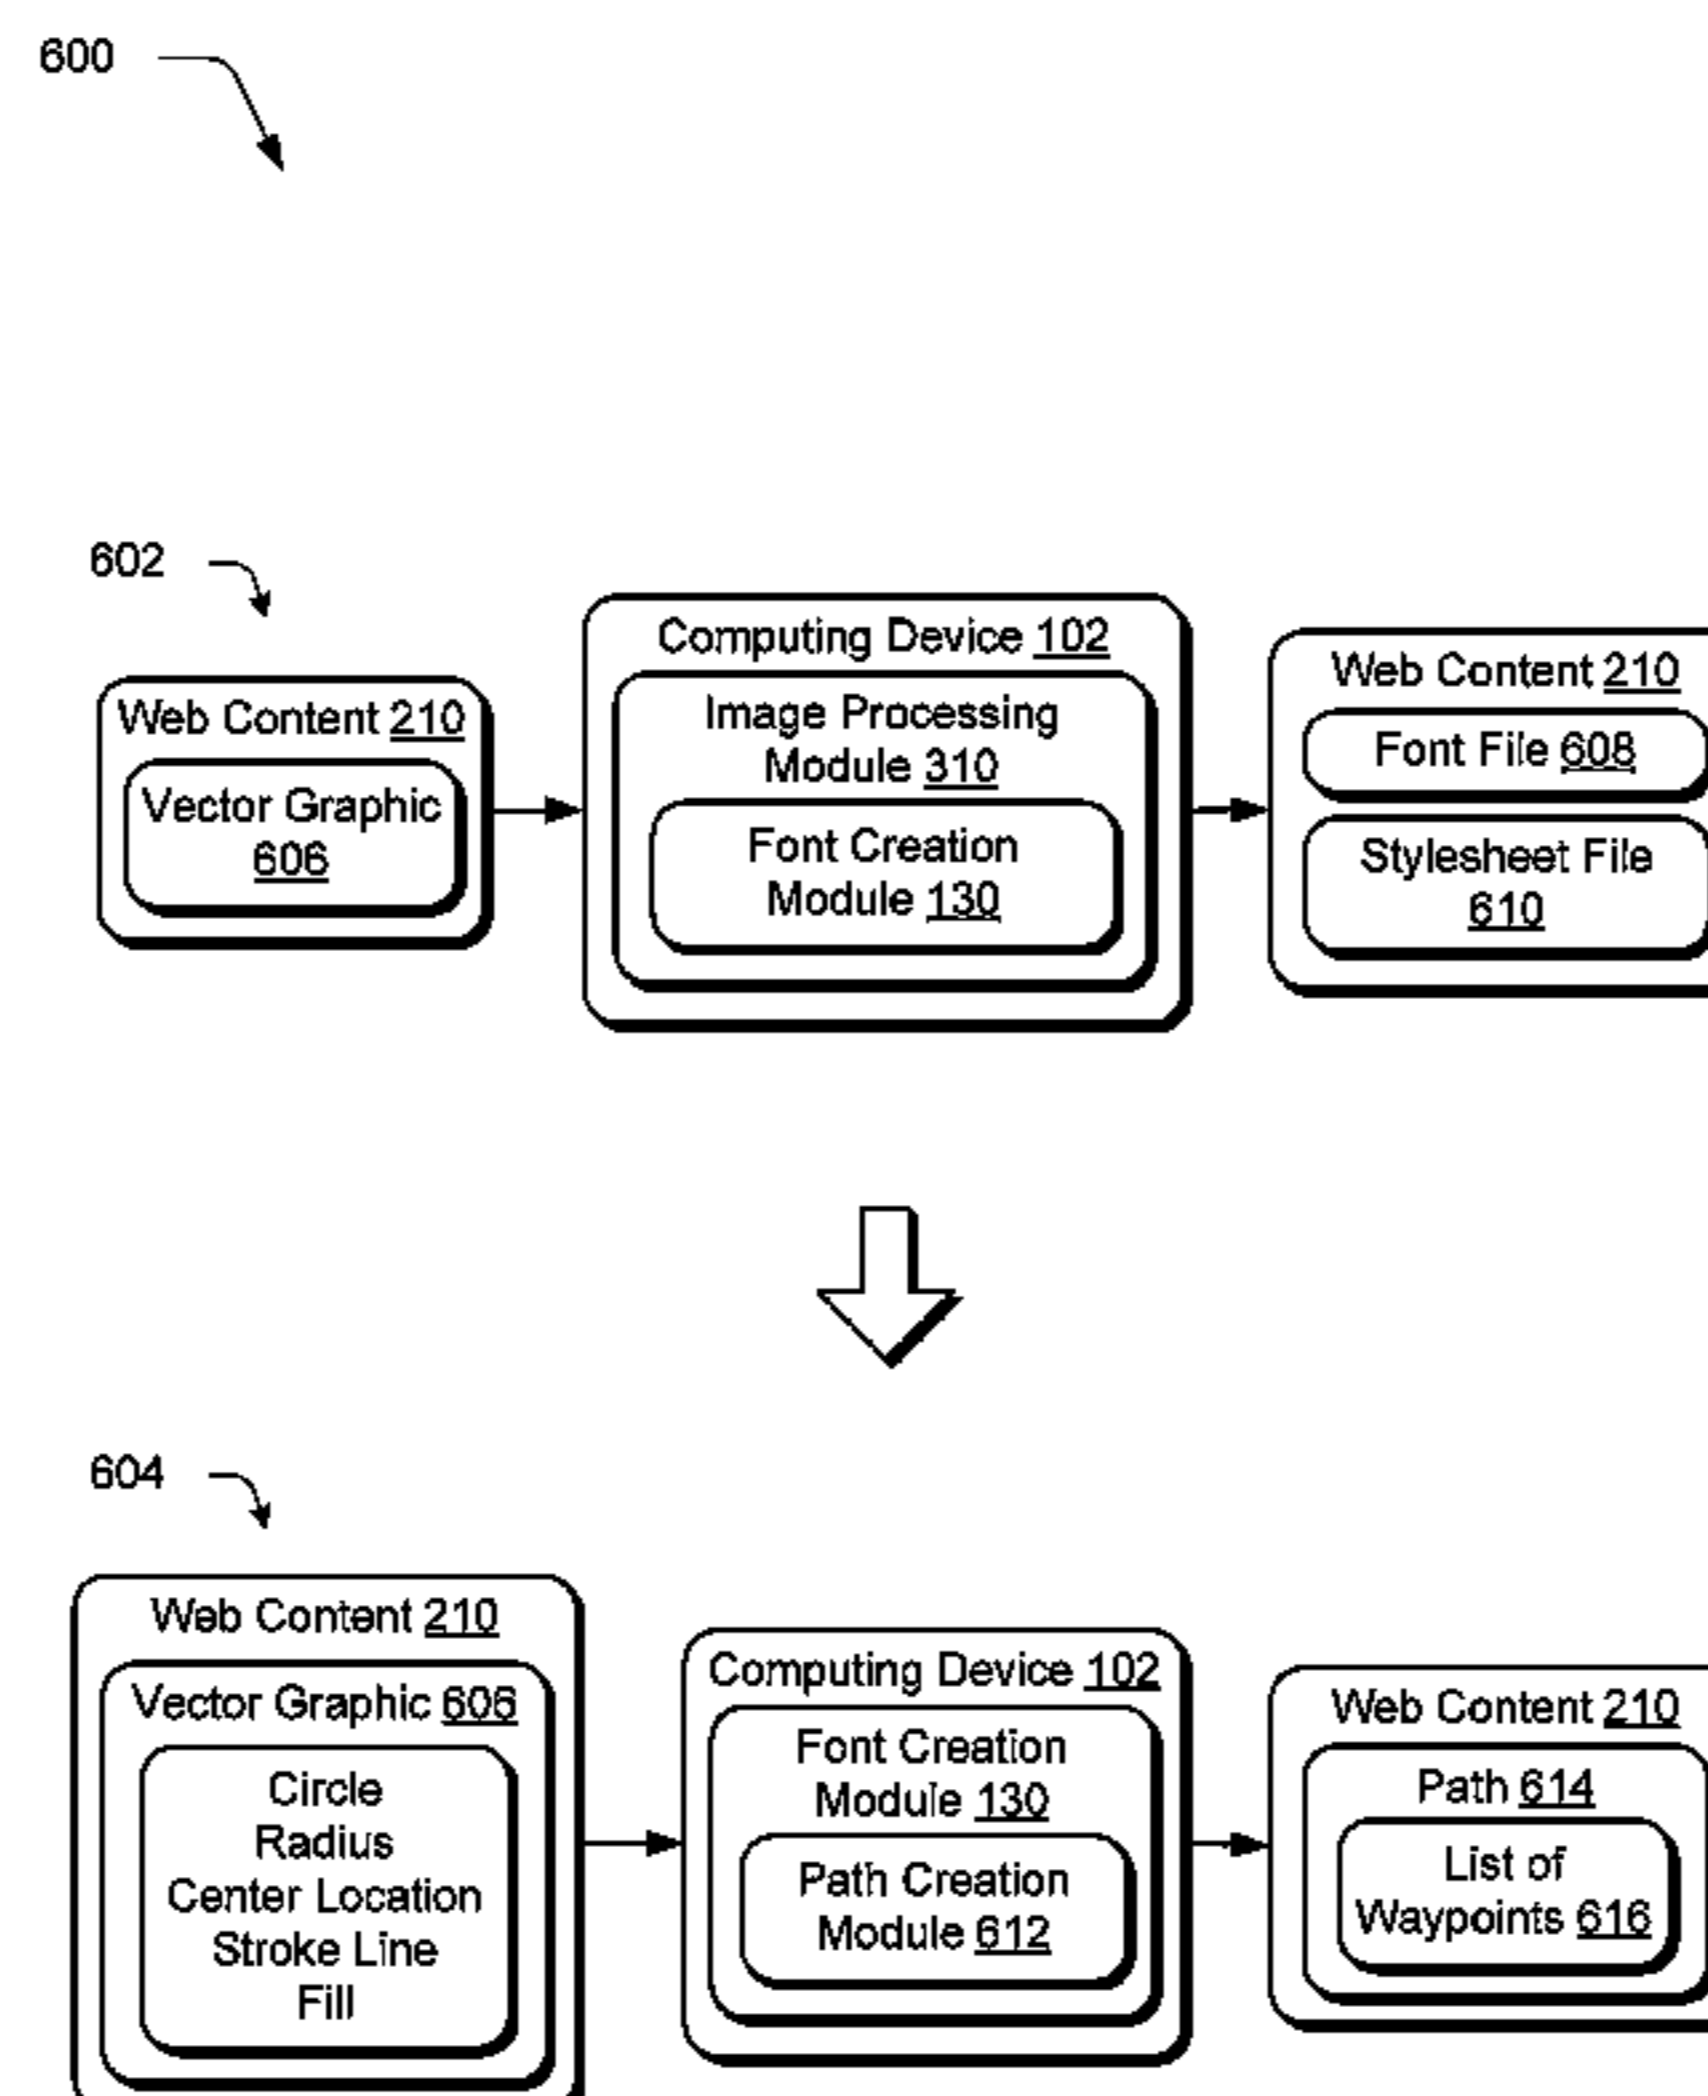 600
602
Web Content 210
Vector Graphic
606
Computing Device 102
Image Processing
Module 310
Font Creation
Module 130
Web Content 210
Font File 608
Stylesheet File
610
604
Web Content 210
Vector Graphic 606
Circle
Radius
Center Location
Stroke Line
Fill
Computing Device 102
Font Creation
Module 130
Path Creation
Module 612
Web Content 210
Path 614
List of
Waypoints 616